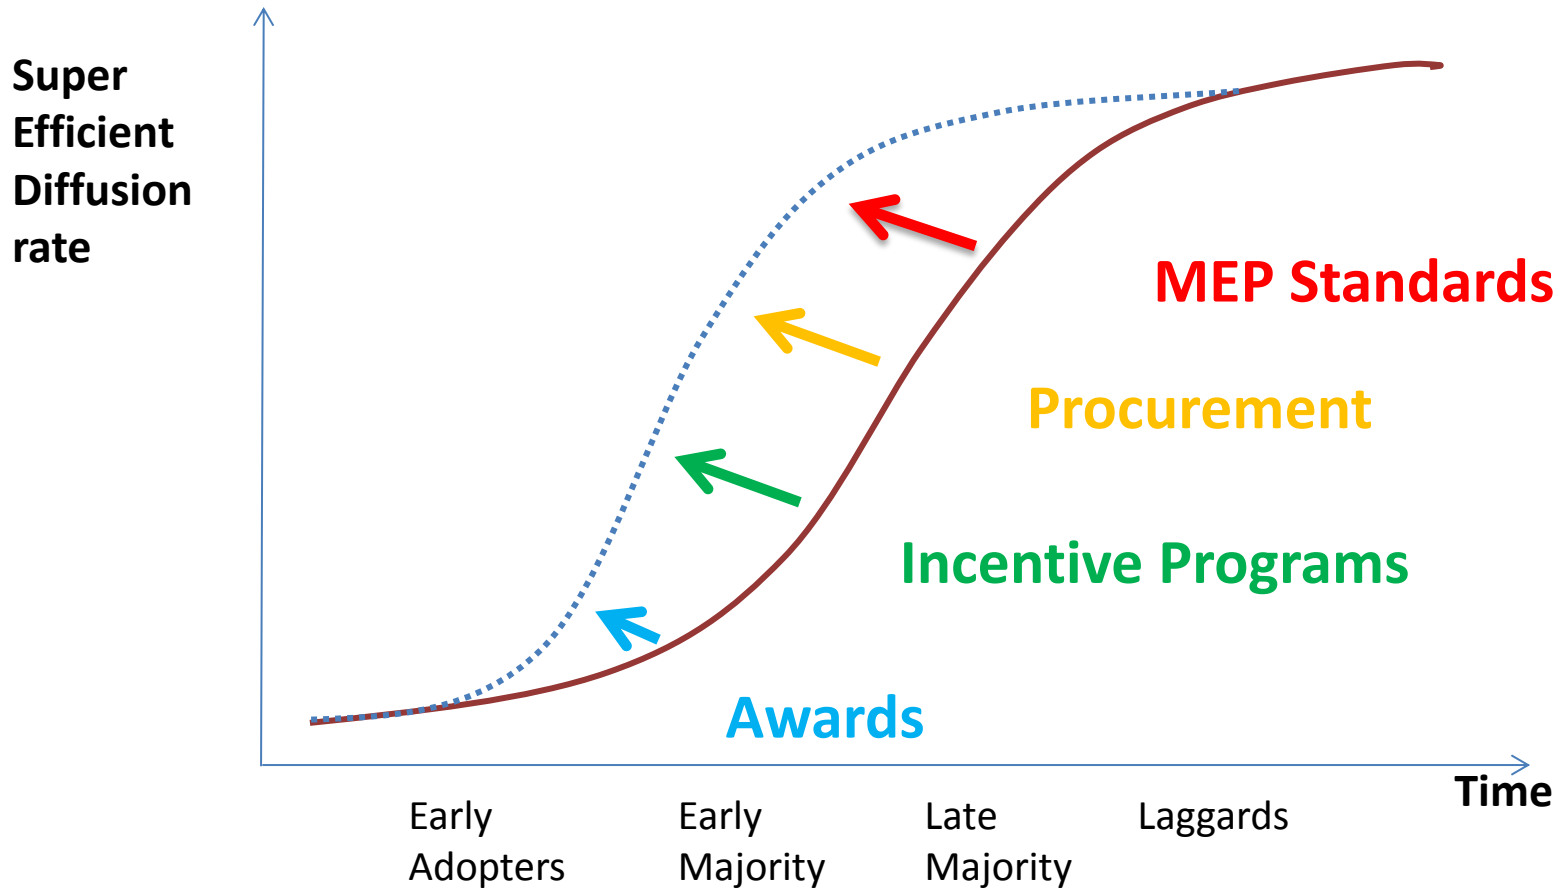 Super
Efficient
Diffusion
rate
MEP Standards
Procurement
Incentive Programs
Awards
Time
Early
Adopters
Early
Majority
Late
Majority
Laggards